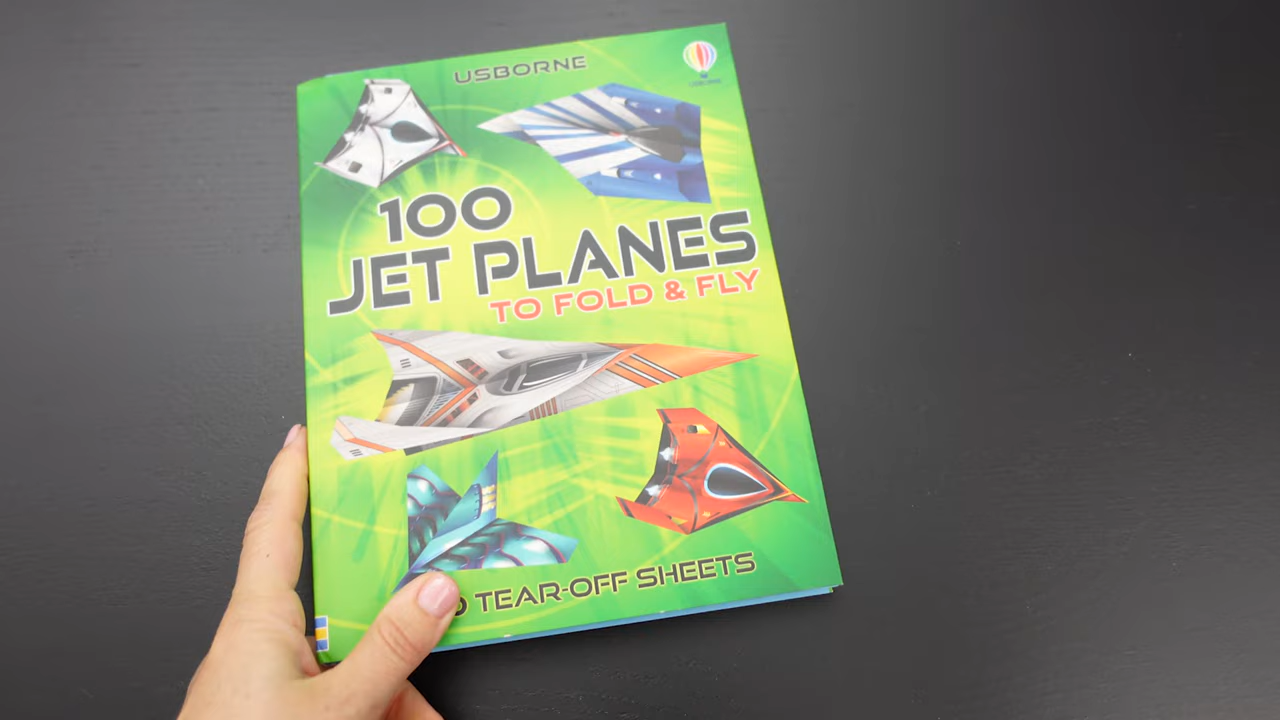 USBORNE
USBORNE
100
JET PLANES
TO FOLD & FLY
TEAR-OFF SHEETS